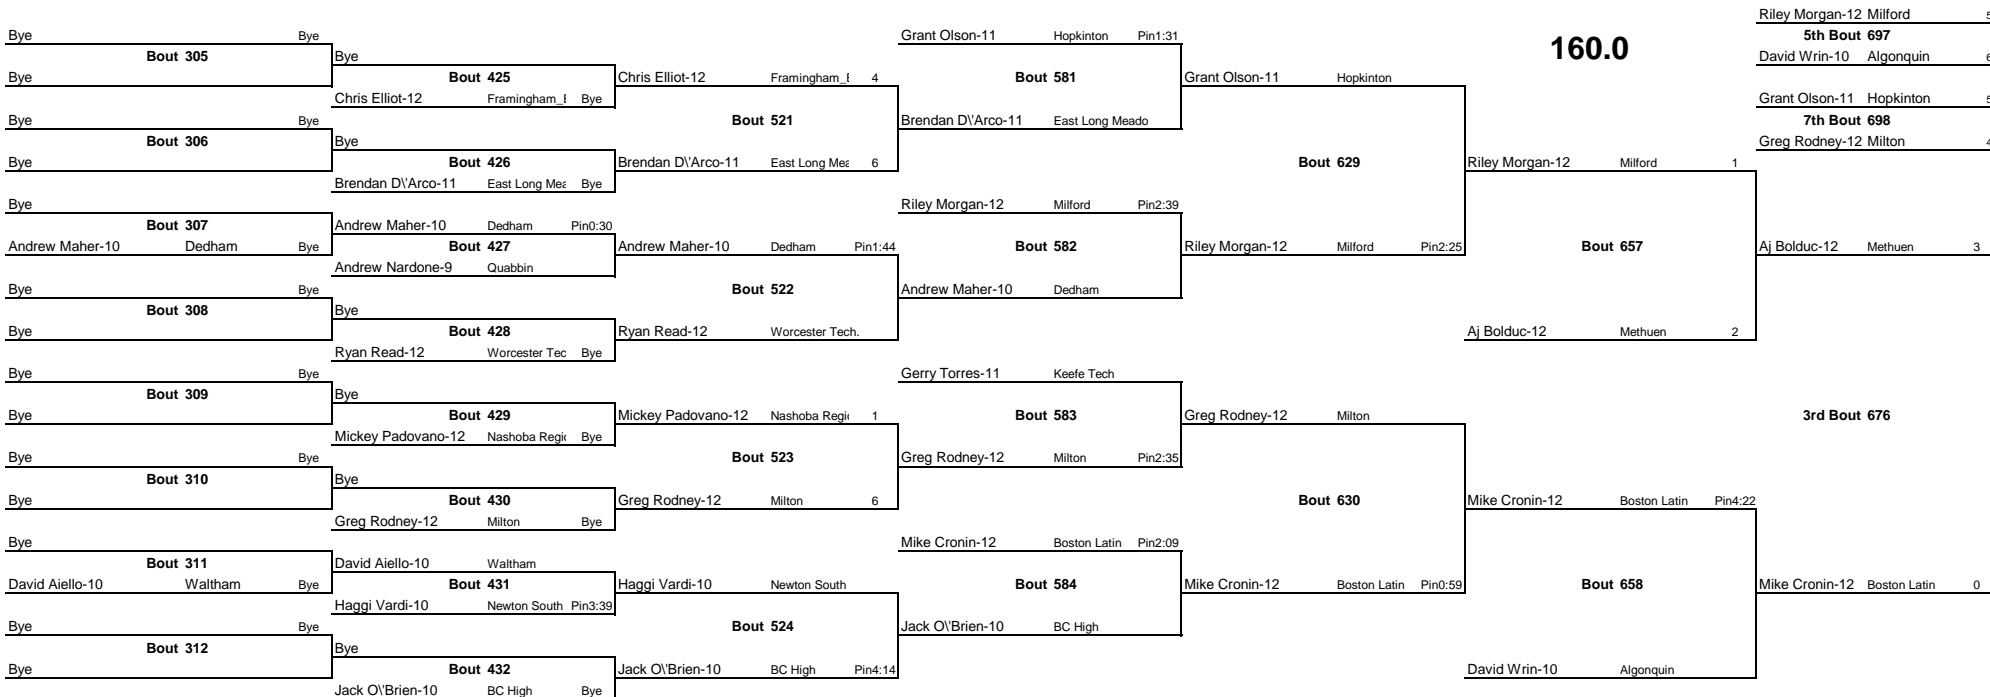 Riley Morgan-12 Milford 5
Bye Bye Grant Olson-11 Hopkinton Pin1:31 160.0 5th Bout 697
Bout 305 Bye David Wrin-10 Algonquin 6
Bye Bout 425 Chris Elliot-12 Framingham_ 4 Bout 581 Grant Olson-11 Hopkinton
Chris Elliot-12 Framingham_ Bye Grant Olson-11 Hopkinton 5
Bye Bye Bout 521 Brendan D\'Arco-11 East Long Meado 7th Bout 698
Bout 306 Bye Greg Rodney-12 Milton 4
Bye Bout 426 Brendan D\'Arco-11 East Long Mea 6 Bout 629 Riley Morgan-12 Milford 1
Brendan D\'Arco-11 East Long Mea Bye
Bye Riley Morgan-12 Milford Pin2:39
Bout 307 Andrew Maher-10 Dedham Pin0:30
Andrew Maher-10 Dedham Bye Bout 427 Andrew Maher-10 Dedham Pin1:44 Bout 582 Riley Morgan-12 Milford Pin2:25 Bout 657 Aj Bolduc-12 Methuen 3
Andrew Nardone-9 Quabbin
Bye Bye Bout 522 Andrew Maher-10 Dedham
Bout 308 Bye
Bye Bout 428 Ryan Read-12 Worcester Tech. Aj Bolduc-12 Methuen 2
Ryan Read-12 Worcester Tec Bye
Bye Bye Gerry Torres-11 Keefe Tech
Bout 309 Bye
Bye Bout 429 Mickey Padovano-12 Nashoba Regi 1 Bout 583 Greg Rodney-12 Milton 3rd Bout 676
Mickey Padovano-12 Nashoba Regi Bye
Bye Bye Bout 523 Greg Rodney-12 Milton Pin2:35
Bout 310 Bye
Bye Bout 430 Greg Rodney-12 Milton 6 Bout 630 Mike Cronin-12 Boston Latin Pin4:22
Greg Rodney-12 Milton Bye
Bye Mike Cronin-12 Boston Latin Pin2:09
Bout 311 David Aiello-10 Waltham
David Aiello-10 Waltham Bye Bout 431 Haggi Vardi-10 Newton South Bout 584 Mike Cronin-12 Boston Latin Pin0:59 Bout 658 Mike Cronin-12 Boston Latin 0
Haggi Vardi-10 Newton South Pin3:39
Bye Bye Bout 524 Jack O\'Brien-10 BC High
Bout 312 Bye
Bye Bout 432 Jack O\'Brien-10 BC High Pin4:14 David Wrin-10 Algonquin
Jack O\'Brien-10 BC High Bye